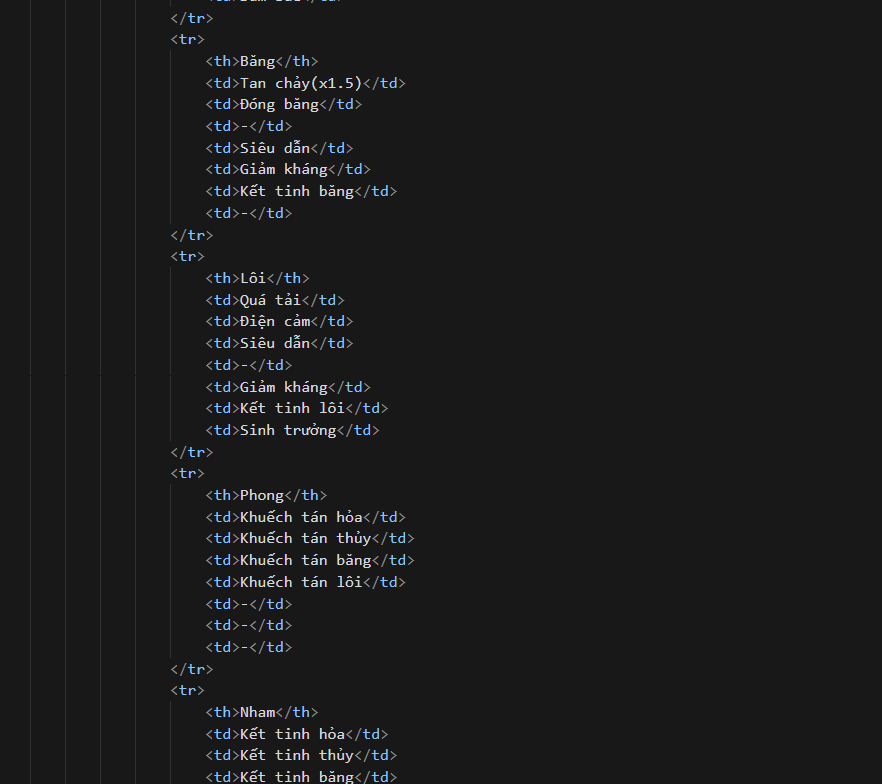 </tr>
<tr>
<th>Băng</th>
<td>Tan chảy(x1.5)</td>
<td>Đóng băng</td>
<td>-</td>
<td>Siêu dẫn</td>
<td>Giảm kháng</td>
<td>Kết tinh băng</td>
<td>-</td>
</tr>
<tr>
<th>Lôi</th>
<td>Quá tải</td>
<td>Điện cảm</td>
<td>Siêu dẫn</td>
<td>-</td>
<td>Giảm kháng</td>
<td>Kết tinh lôi</td>
<td>Sinh trưởng</td>
</tr>
<tr>
<th>Phong</th>
<td>Khuếch tán hỏa</td>
<td>Khuếch tán thủy</td>
<td>Khuếch tán băng</td>
<td>Khuếch tán lôi</td>
<td>-</td>
<td>-</td>
<td>-</td>
</tr>
<tr>
<th>Nham</th>
<td>Kết tinh hỏa</td>
<td>Kết tinh thủy</td>
<td>Kết tinh băng</td>